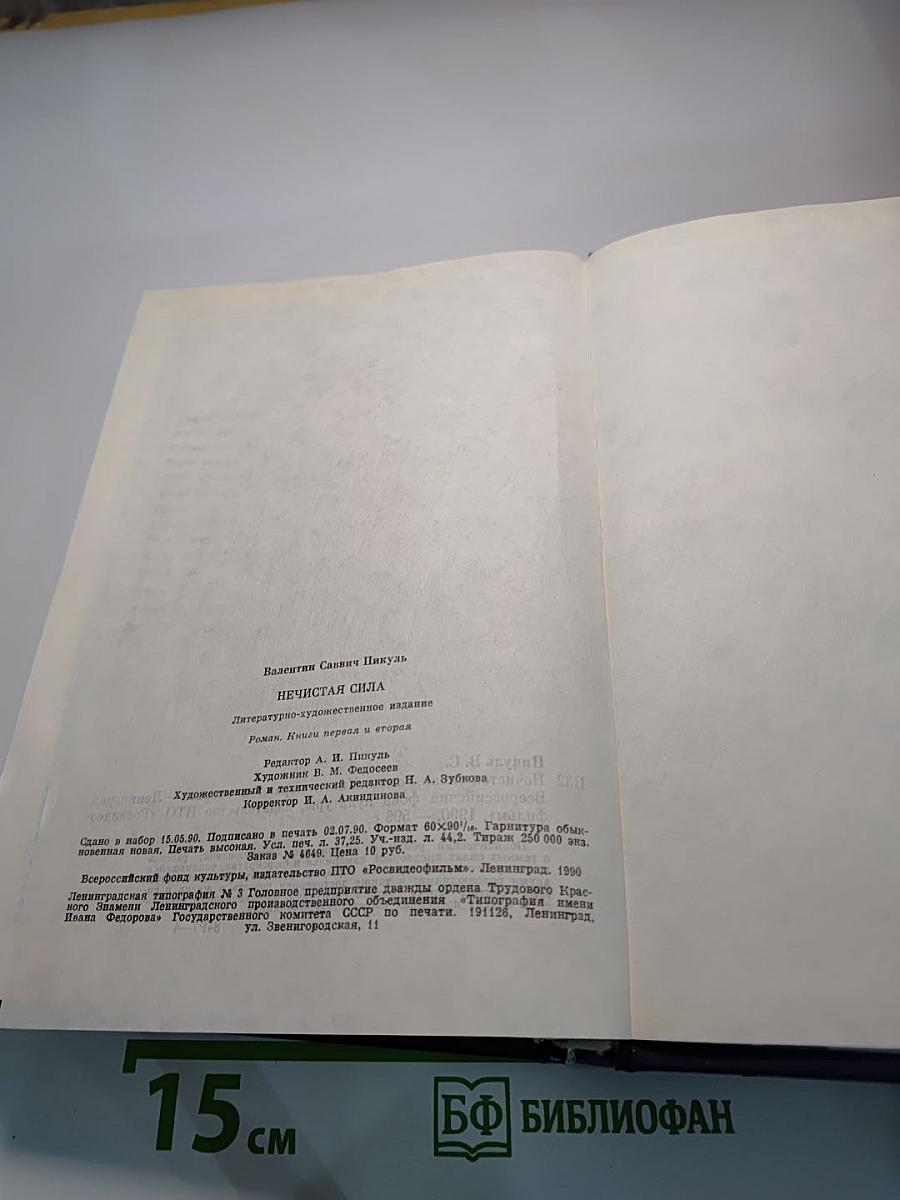 Валентин Саввич Пикуль
НЕЧИСТАЯ СИЛА
Литературно-художественное издание
Роман. Книги первая и вторая
Редактор А. И. Пикуль
Художник В. М. Федосеев
Художественный и технический редактор Н. А. Зубкова
Корректор И. А. Акиндинова
Сдано в набор 15.05.90. Подписано в печать 02.07.90. Формат 60×90¹/₁₆. Гарнитура обык-
новенная новая. Печать высокая. Усл. печ. л. 37,25. Уч.-изд. л. 44,2. Тираж 250 000 экз.
Заказ № 4649. Цена 10 руб.
Всероссийский фонд культуры, издательство ПТО «Росвидеофильм». Ленинград. 1990
Ленинградская типография № 3 Головное предприятие дважды ордена Трудового Крас-
ного Знамени Ленинградского производственного объединения «Типография имени
Ивана Федорова» Государственного комитета СССР по печати. 191126, Ленинград,
ул. Звенигородская, 11
15 см
БФ БИБЛИОФАН